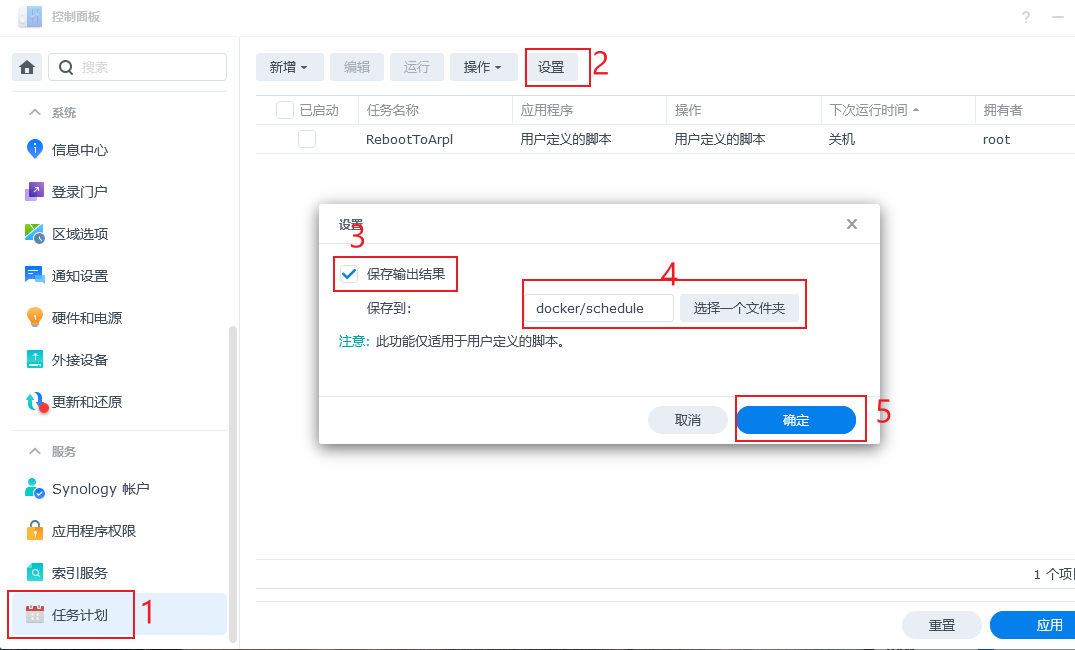 控制面板
?
搜索
系统
信息中心
登录门户
区域选项
通知设置
硬件和电源
外接设备
更新和还原
服务
Synology 帐户
应用程序权限
索引服务
任务计划
1
新增 编辑 运行 操作 设置 2
已启动 任务名称 应用程序 操作 下次运行时间 拥有者
RebootToArpl 用户定义的脚本 用户定义的脚本 关机 root
设置
3
保存输出结果
4
保存到: docker/schedule 选择一个文件夹
注意: 此功能仅适用于用户定义的脚本。
取消 确定 5
1 个项
重置 应用